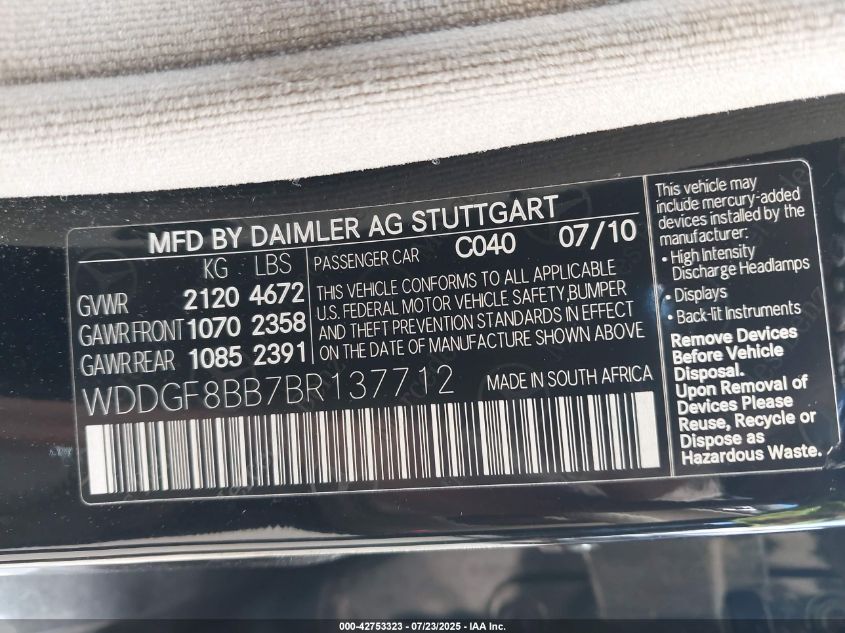 MFD BY DAIMLER AG STUTTGART
KG LBS
GVWR 2120 4672
GAWR FRONT 1070 2358
GAWR REAR 1085 2391
PASSENGER CAR C040 07/10
THIS VEHICLE CONFORMS TO ALL APPLICABLE
U.S. FEDERAL MOTOR VEHICLE SAFETY, BUMPER
AND THEFT PREVENTION STANDARDS IN EFFECT
ON THE DATE OF MANUFACTURE SHOWN ABOVE
WDDGF8BB7BR137712 MADE IN SOUTH AFRICA
This vehicle may
include mercury-added
devices installed by the
manufacturer:
• High Intensity
Discharge Headlamps
• Displays
• Back-lit Instruments
Remove Devices
Before Vehicle
Disposal.
Upon Removal of
Devices Please
Reuse, Recycle or
Dispose as
Hazardous Waste.
000-42753323 - 07/23/2025 - IAA Inc.